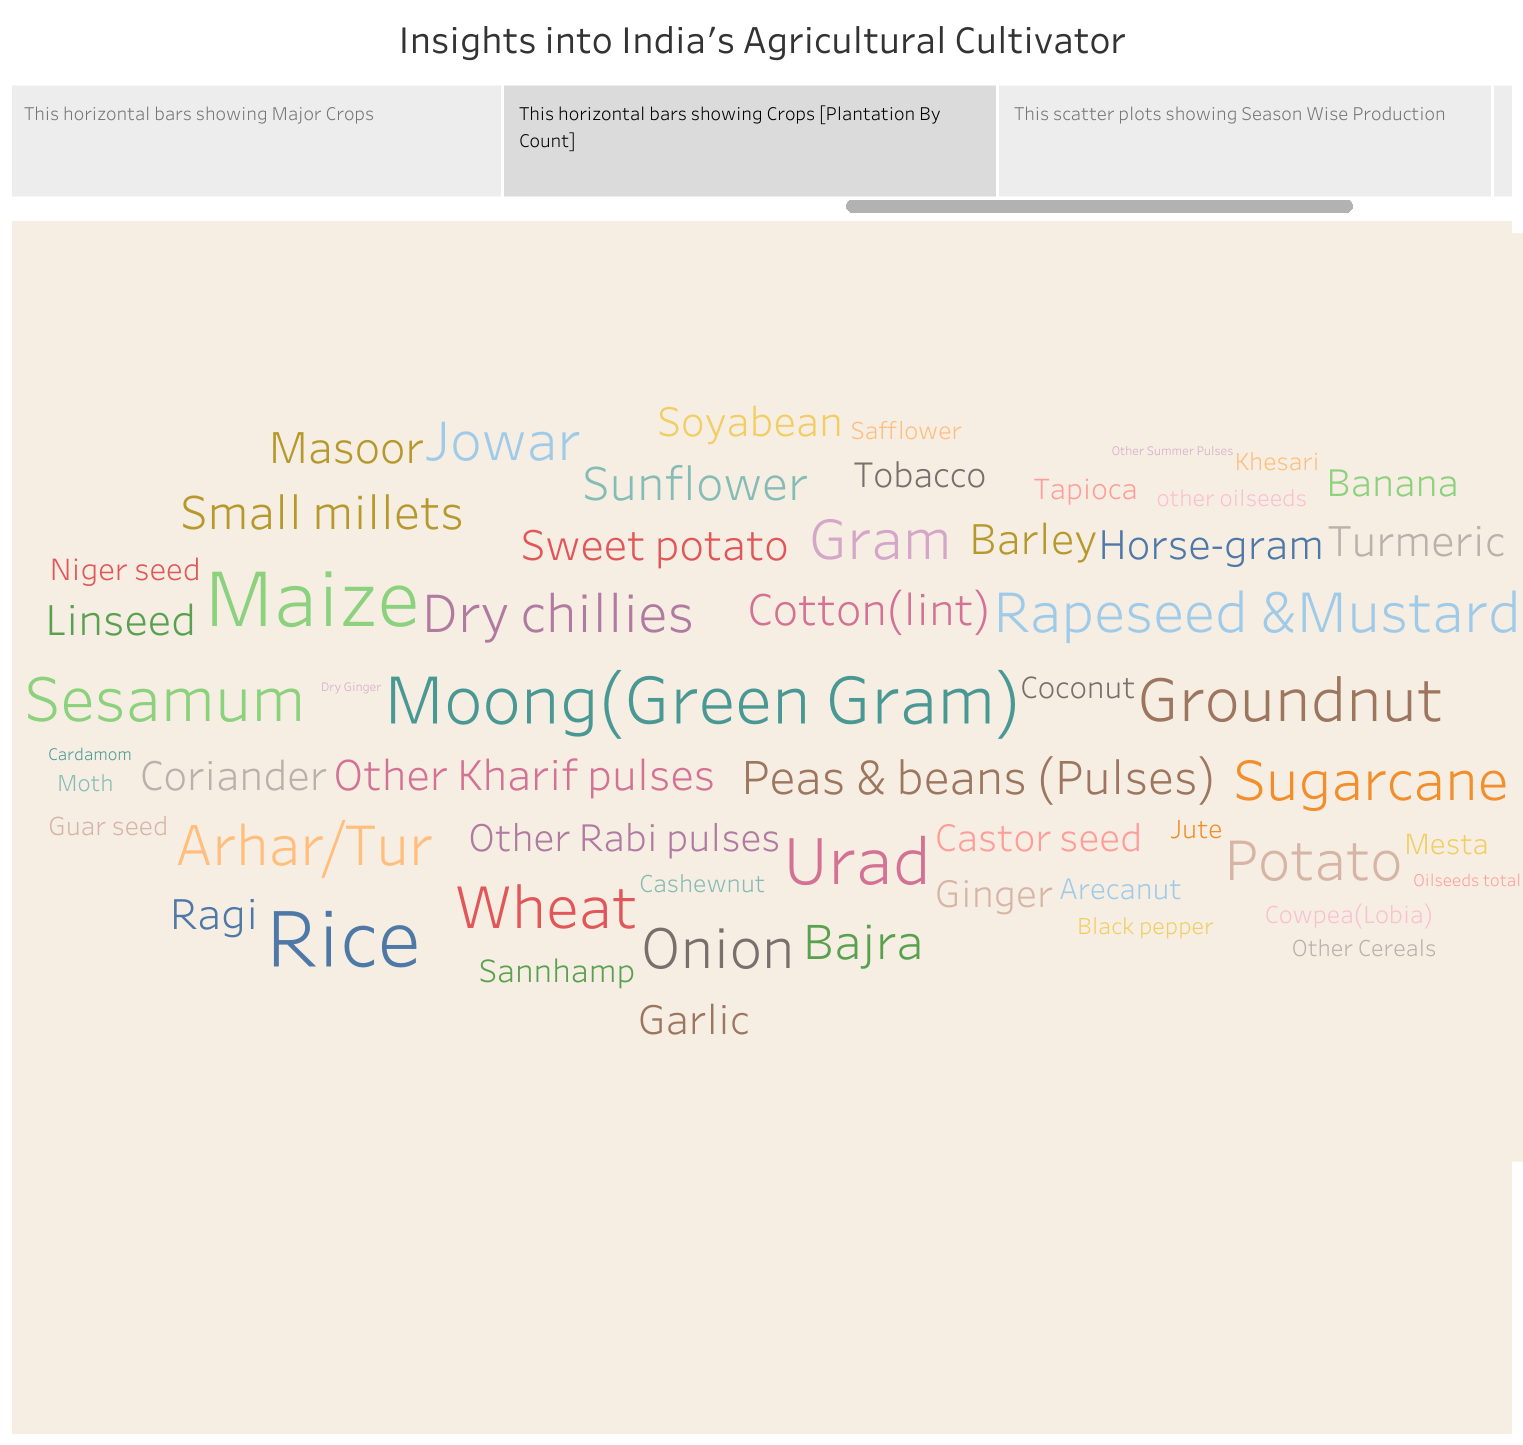 Insights into India's Agricultural Cultivator
This horizontal bars showing Major Crops
This horizontal bars showing Crops [Plantation By
Count]
This scatter plots showing Season Wise Production
Soyabean
Safflower
Masoor
Jowar
Other Summer Pulses
Khesari
Sunflower
Tobacco
Tapioca
other oilseeds
Banana
Small millets
Sweet potato
Gram
Barley
Horse-gram
Turmeric
Niger seed
Maize
Linseed
Dry chillies
Cotton(lint)
Rapeseed &Mustard
Sesamum
Dry Ginger
Moong(Green Gram)
Coconut
Groundnut
Cardamom
Moth
Coriander
Other Kharif pulses
Peas & beans (Pulses)
Sugarcane
Guar seed
Arhar/Tur
Other Rabi pulses
Urad
Castor seed
Jute
Potato
Mesta
Oilseeds total
Cashewnut
Ginger
Arecanut
Ragi
Rice
Wheat
Black pepper
Cowpea(Lobia)
Onion
Bajra
Other Cereals
Sannhamp
Garlic